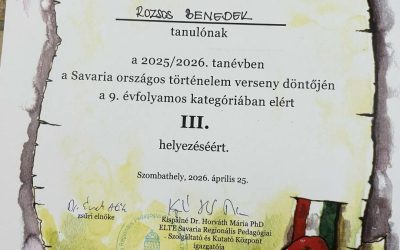 ROZSOS BENEDEK
tanulónak
a 2025/2026. tanévben
a Savaria országos történelem verseny döntőjén
a 9. évfolyamos kategóriában elért
III.
helyezéséért.
Szombathely, 2026. április 25.
zsűri elnöke
Kispálné Dr. Horváth Mária PhD
ELTE Savaria Regionális Pedagógiai
Szolgáltató és Kutató Központ
igazgatója